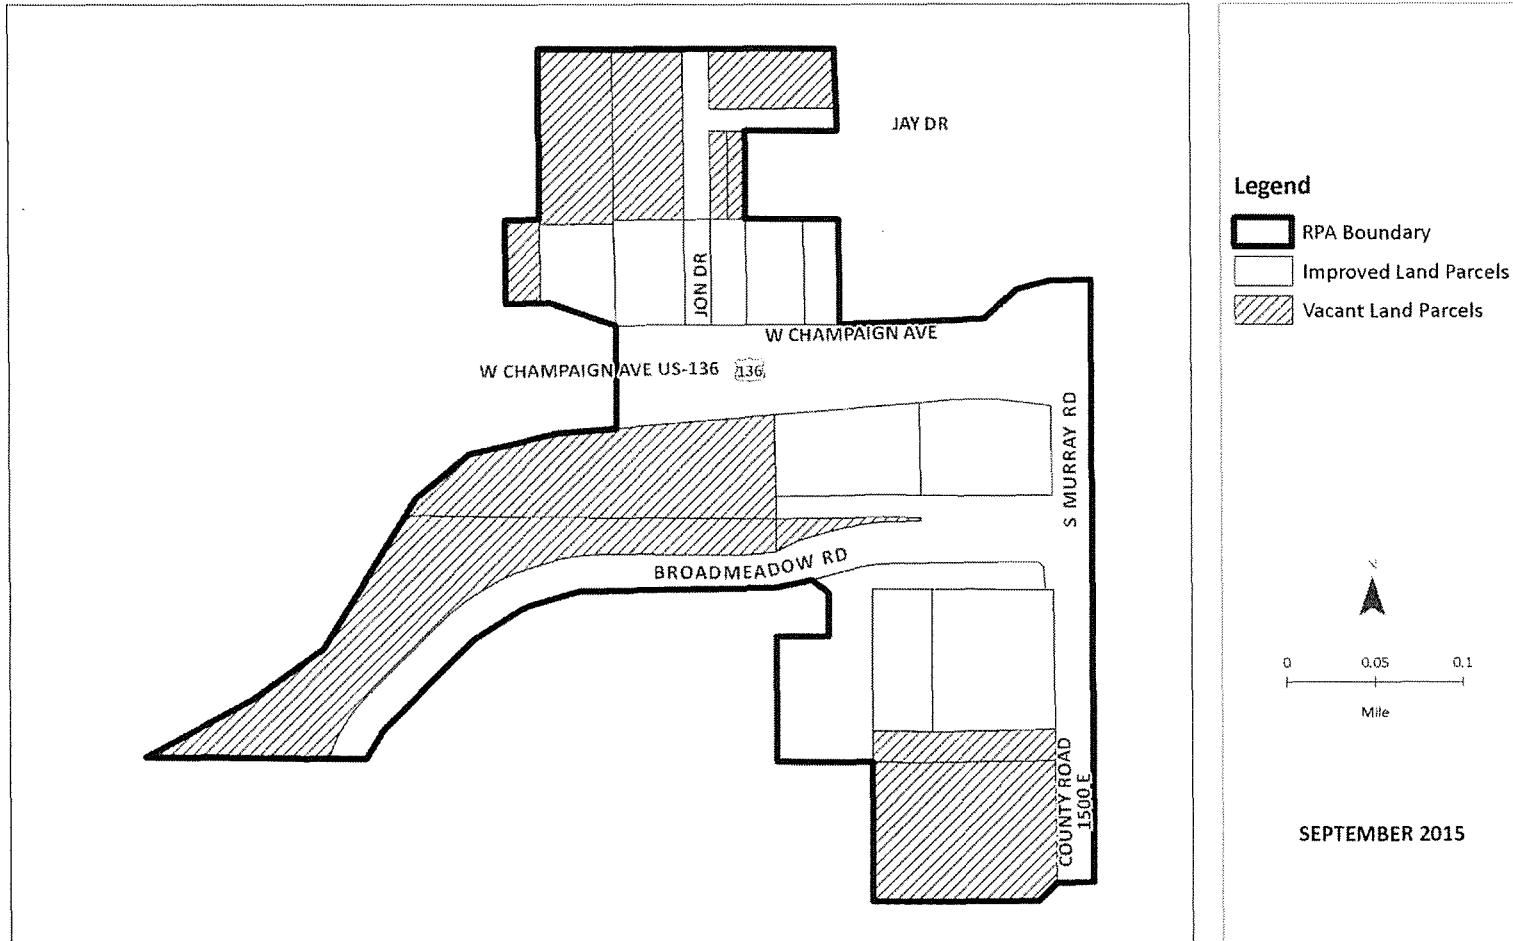 JAY DR
JON DR
W CHAMPAIGN AVE
W CHAMPAIGN AVE US-136
136
S MURRAY RD
BROADMEADOW RD
COUNTY ROAD
1500 E
Legend
RPA Boundary
Improved Land Parcels
Vacant Land Parcels
N
0 0.05 0.1
Mile
SEPTEMBER 2015